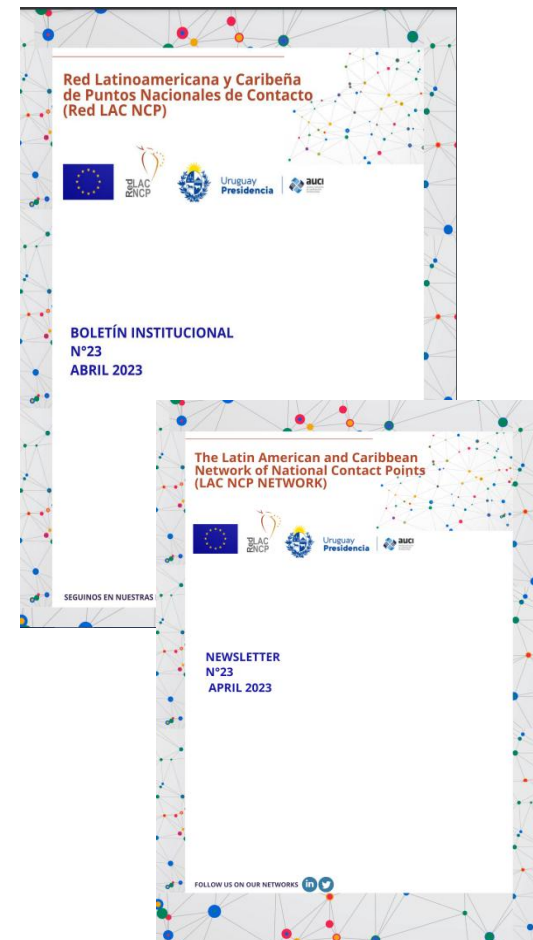 Red Latinoamericana y Caribeña
de Puntos Nacionales de Contacto
(Red LAC NCP)
Red LAC NCP
Uruguay
Presidencia
auci
BOLETÍN INSTITUCIONAL
N°23
ABRIL 2023
SEGUINOS EN NUESTRAS
The Latin American and Caribbean
Network of National Contact Points
(LAC NCP NETWORK)
Red LAC NCP
Uruguay
Presidencia
auci
NEWSLETTER
N°23
APRIL 2023
FOLLOW US ON OUR NETWORKS
in